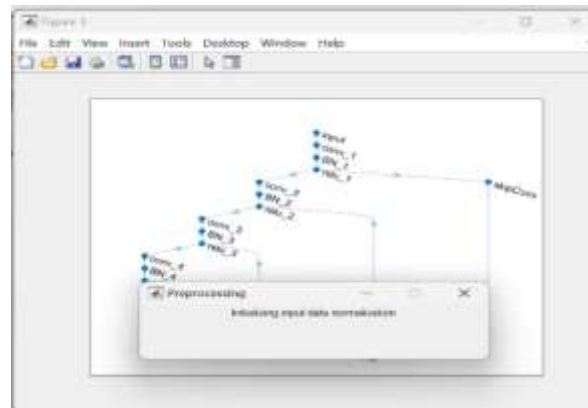 Figure 1
File Edit View Insert Tools Desktop Window Help
input
conv_1
BN_1
relu_1
skipConv
conv_2
BN_2
relu_2
conv_3
BN_3
relu_3
conv_4
BN_4
Preprocessing
Initializing input data normalization